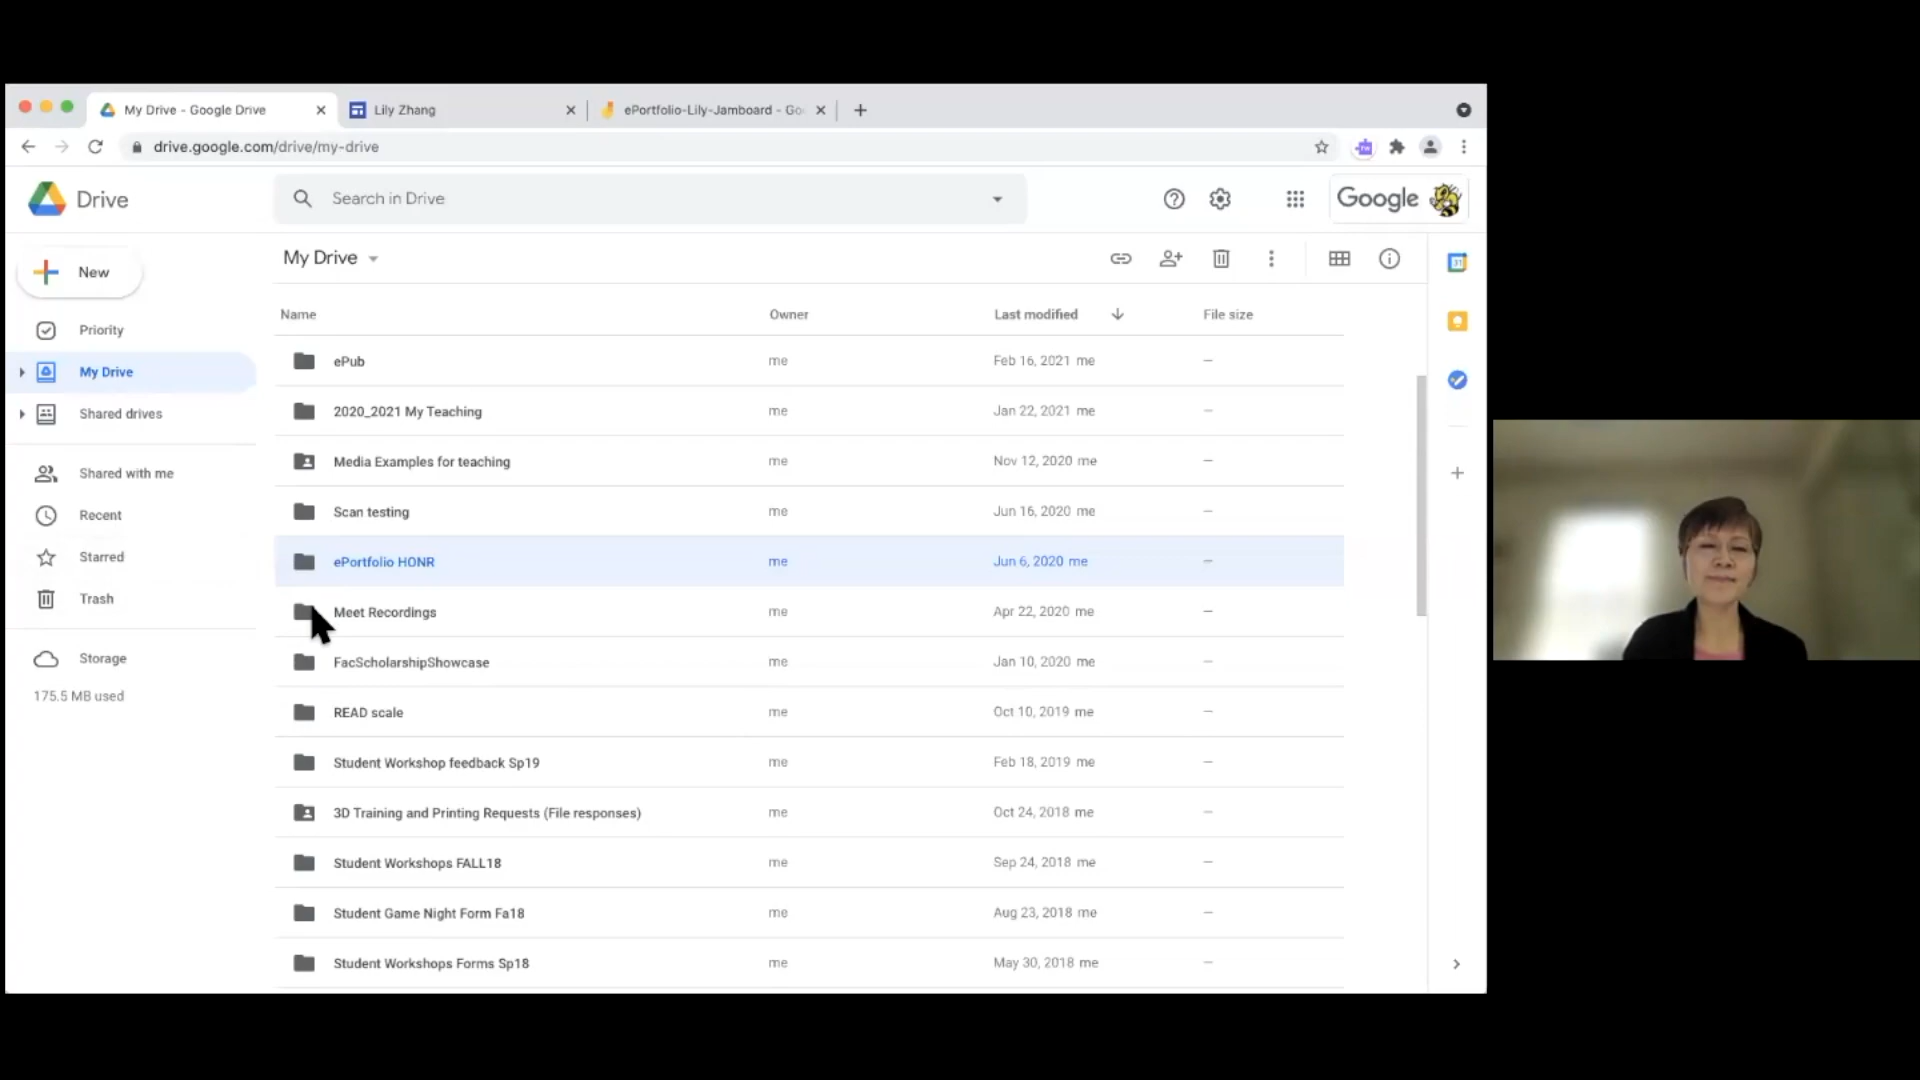 My Drive - Google Drive
Lily Zhang
ePortfolio-Lily-Jamboard - Go
drive.google.com/drive/my-drive
Drive
Search in Drive
Google
New
My Drive
Priority
My Drive
Shared drives
Shared with me
Recent
Starred
Trash
Storage
175.5 MB used
Name Owner Last modified File size
ePub me Feb 16, 2021 me —
2020_2021 My Teaching me Jan 22, 2021 me —
Media Examples for teaching me Nov 12, 2020 me —
Scan testing me Jun 16, 2020 me —
ePortfolio HONR me Jun 6, 2020 me —
Meet Recordings me Apr 22, 2020 me —
FacScholarshipShowcase me Jan 10, 2020 me —
READ scale me Oct 10, 2019 me —
Student Workshop feedback Sp19 me Feb 18, 2019 me —
3D Training and Printing Requests (File responses) me Oct 24, 2018 me —
Student Workshops FALL18 me Sep 24, 2018 me —
Student Game Night Form Fa18 me Aug 23, 2018 me —
Student Workshops Forms Sp18 me May 30, 2018 me —
31